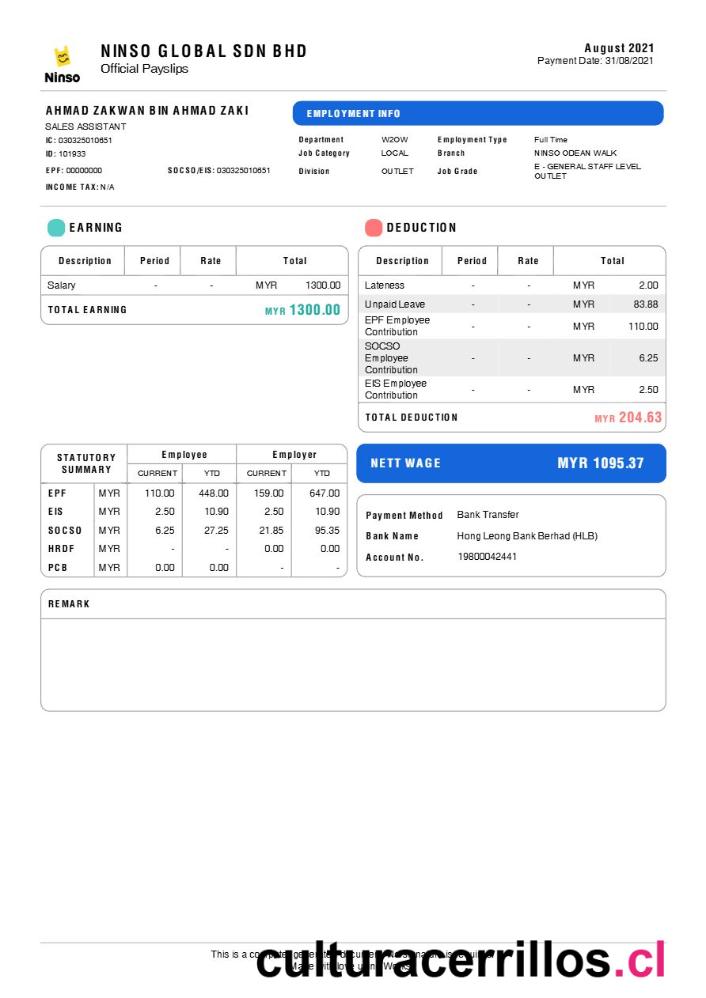 NINSO GLOBAL SDN BHD
Official Payslips
Ninso
August 2021
Payment Date: 31/08/2021
AHMAD ZAKWAN BIN AHMAD ZAKI
SALES ASSISTANT
IC: 030325010651
ID: 101933
EPF: 00000000 SOCSO/EIS: 030325010651
INCOME TAX: N/A
EMPLOYMENT INFO
Department W2OW Employment Type Full Time
Job Category LOCAL Branch NINSO ODEAN WALK
Division OUTLET Job Grade E - GENERAL STAFF LEVEL
OUTLET
EARNING
Description Period Rate Total
Salary - - MYR 1300.00
TOTAL EARNING MYR 1300.00
DEDUCTION
Description Period Rate Total
Lateness - - MYR 2.00
Unpaid Leave - - MYR 83.88
EPF Employee
Contribution - - MYR 110.00
SOCSO
Employee
Contribution - - MYR 6.25
EIS Employee
Contribution - - MYR 2.50
TOTAL DEDUCTION MYR 204.63
STATUTORY
SUMMARY
Employee Employer
CURRENT YTD CURRENT YTD
EPF MYR 110.00 448.00 159.00 647.00
EIS MYR 2.50 10.90 2.50 10.90
SOCSO MYR 6.25 27.25 21.85 95.35
HRDF MYR - - 0.00 0.00
PCB MYR 0.00 0.00 - -
NETT WAGE MYR 1095.37
Payment Method Bank Transfer
Bank Name Hong Leong Bank Berhad (HLB)
Account No. 19800042441
REMARK
This is a
culturacerrillos.cl